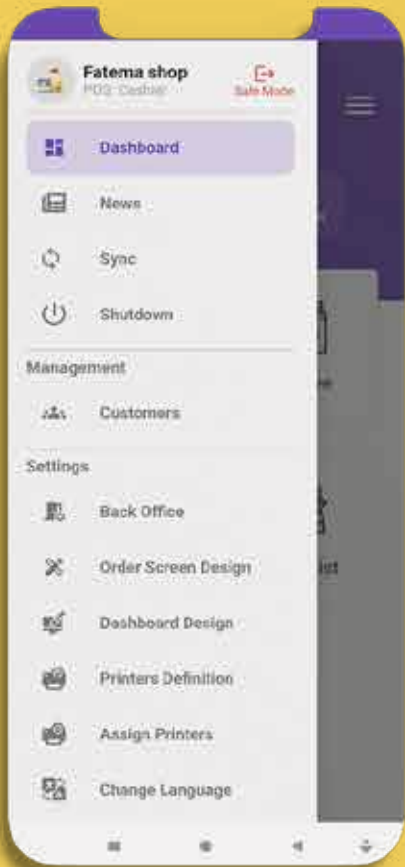 Fatema shop
POS: Cashier
Safe Mode
Dashboard
News
Sync
Shutdown
Management
Customers
Settings
Back Office
Order Screen Design
Dashboard Design
Printers Definition
Assign Printers
Change Language